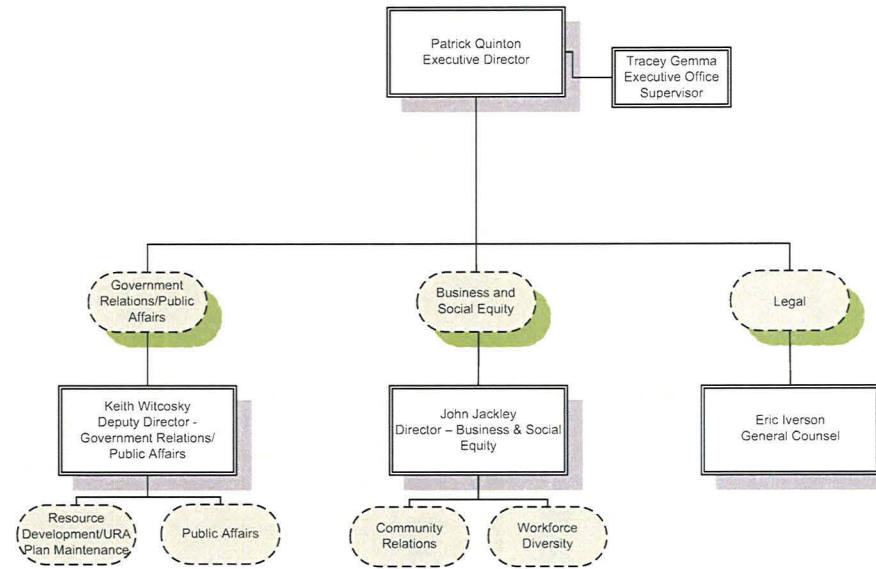 Patrick Quinton
Executive Director
Tracey Gemma
Executive Office
Supervisor
Government
Relations/Public
Affairs
Business and
Social Equity
Legal
Keith Witcosky
Deputy Director -
Government Relations/
Public Affairs
John Jackley
Director – Business & Social
Equity
Eric Iverson
General Counsel
Resource
Development/URA
Plan Maintenance
Public Affairs
Community
Relations
Workforce
Diversity